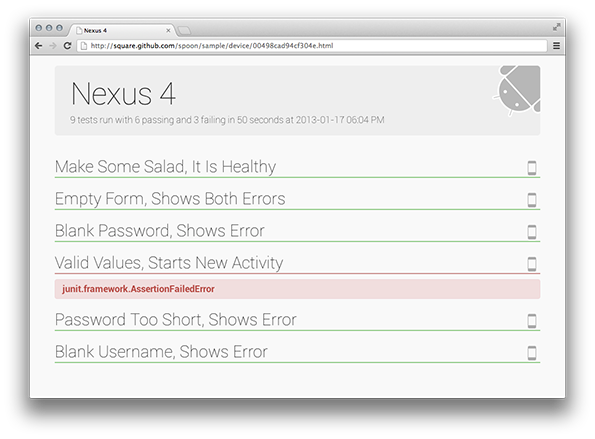 Nexus 4
http://square.github.com/spoon/sample/device/00498cad94cf304e.html
Nexus 4
9 tests run with 6 passing and 3 failing in 50 seconds at 2013-01-17 06:04 PM
Make Some Salad, It Is Healthy
Empty Form, Shows Both Errors
Blank Password, Shows Error
Valid Values, Starts New Activity
junit.framework.AssertionFailedError
Password Too Short, Shows Error
Blank Username, Shows Error